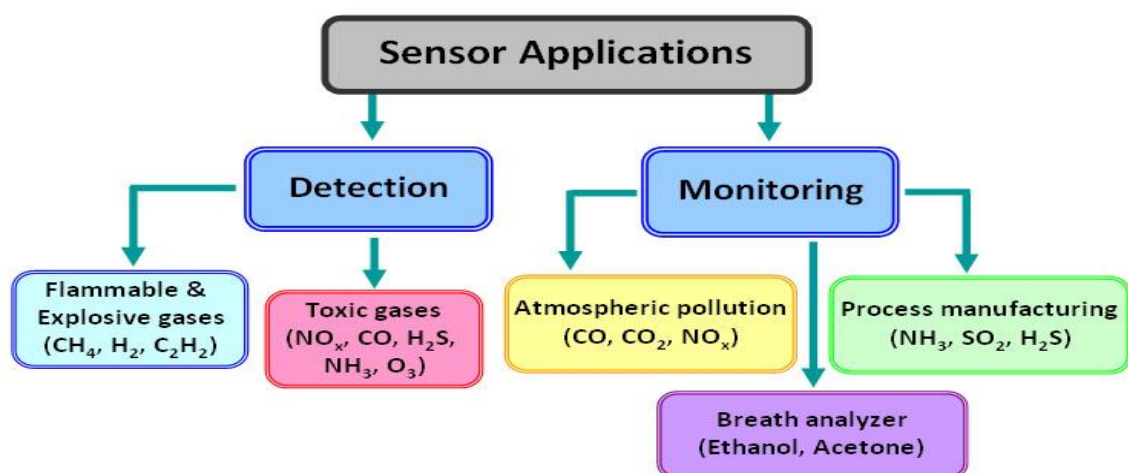 Sensor Applications
Detection
Monitoring
Flammable &
Explosive gases
(CH₄, H₂, C₂H₂)
Toxic gases
(NOₓ, CO, H₂S,
NH₃, O₃)
Atmospheric pollution
(CO, CO₂, NOₓ)
Process manufacturing
(NH₃, SO₂, H₂S)
Breath analyzer
(Ethanol, Acetone)